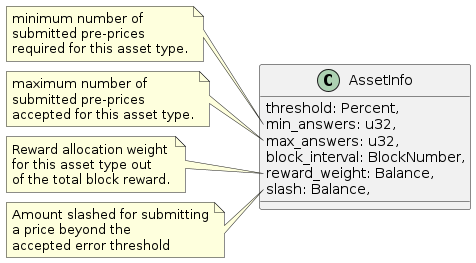 minimum number of
submitted pre-prices
required for this asset type.
maximum number of
submitted pre-prices
accepted for this asset type.
Reward allocation weight
for this asset type out
of the total block reward.
Amount slashed for submitting
a price beyond the
accepted error threshold
C AssetInfo
threshold: Percent,
min_answers: u32,
max_answers: u32,
block_interval: BlockNumber,
reward_weight: Balance,
slash: Balance,